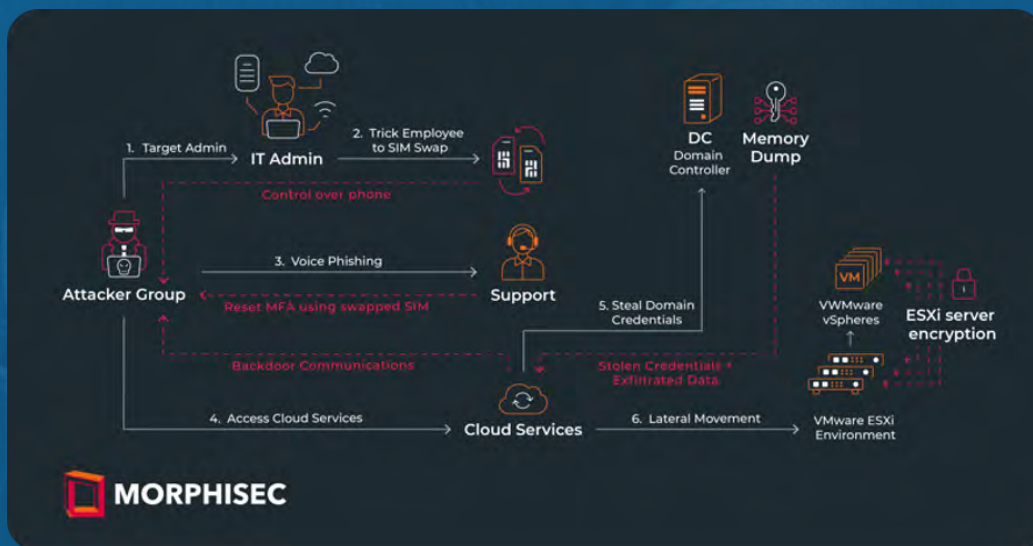 1. Target Admin
IT Admin
2. Trick Employee
to SIM Swap
Control over phone
DC
Domain
Controller
Memory
Dump
Attacker Group
3. Voice Phishing
Support
Reset MFA using swapped SIM
5. Steal Domain
Credentials
VM
VWMware
vSpheres
ESXi server
encryption
Backdoor Communications
Stolen Credentials +
Exfiltrated Data
4. Access Cloud Services
Cloud Services
6. Lateral Movement
VMware ESXi
Environment
MORPHISEC